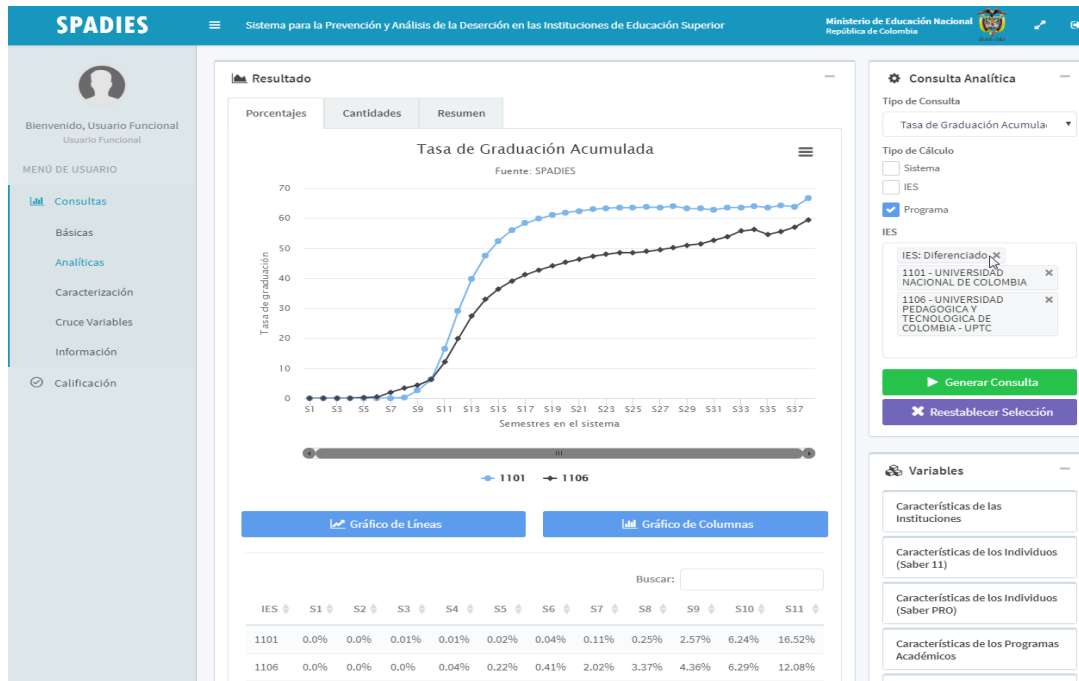 SPADIES
Sistema para la Prevención y Análisis de la Deserción en las Instituciones de Educación Superior
Ministerio de Educación Nacional
República de Colombia
Bienvenido, Usuario Funcional
Usuario Funcional
MENÚ DE USUARIO
Consultas
Básicas
Analíticas
Caracterización
Cruce Variables
Información
Calificación
Resultado
Porcentajes
Cantidades
Resumen
Tasa de Graduación Acumulada
Fuente: SPADIES
Tasa de graduación
70
60
50
40
30
20
10
0
S1 S3 S5 S7 S9 S11 S13 S15 S17 S19 S21 S23 S25 S27 S29 S31 S33 S35 S37
Semestres en el sistema
1101 1106
Gráfico de Líneas
Gráfico de Columnas
Buscar:
IES S1 S2 S3 S4 S5 S6 S7 S8 S9 S10 S11
1101 0.0% 0.0% 0.01% 0.01% 0.02% 0.04% 0.11% 0.25% 2.57% 6.24% 16.52%
1106 0.0% 0.0% 0.0% 0.04% 0.22% 0.41% 2.02% 3.37% 4.36% 6.29% 12.08%
Consulta Analítica
Tipo de Consulta
Tasa de Graduación Acumula
Tipo de Cálculo
Sistema
IES
Programa
IES
IES: Diferenciado
1101 - UNIVERSIDAD
NACIONAL DE COLOMBIA
1106 - UNIVERSIDAD
PEDAGOGICA Y
TECNOLOGICA DE
COLOMBIA - UPTC
Generar Consulta
Reestablecer Selección
Variables
Características de las
Instituciones
Características de los Individuos
(Saber 11)
Características de los Individuos
(Saber PRO)
Características de los Programas
Académicos